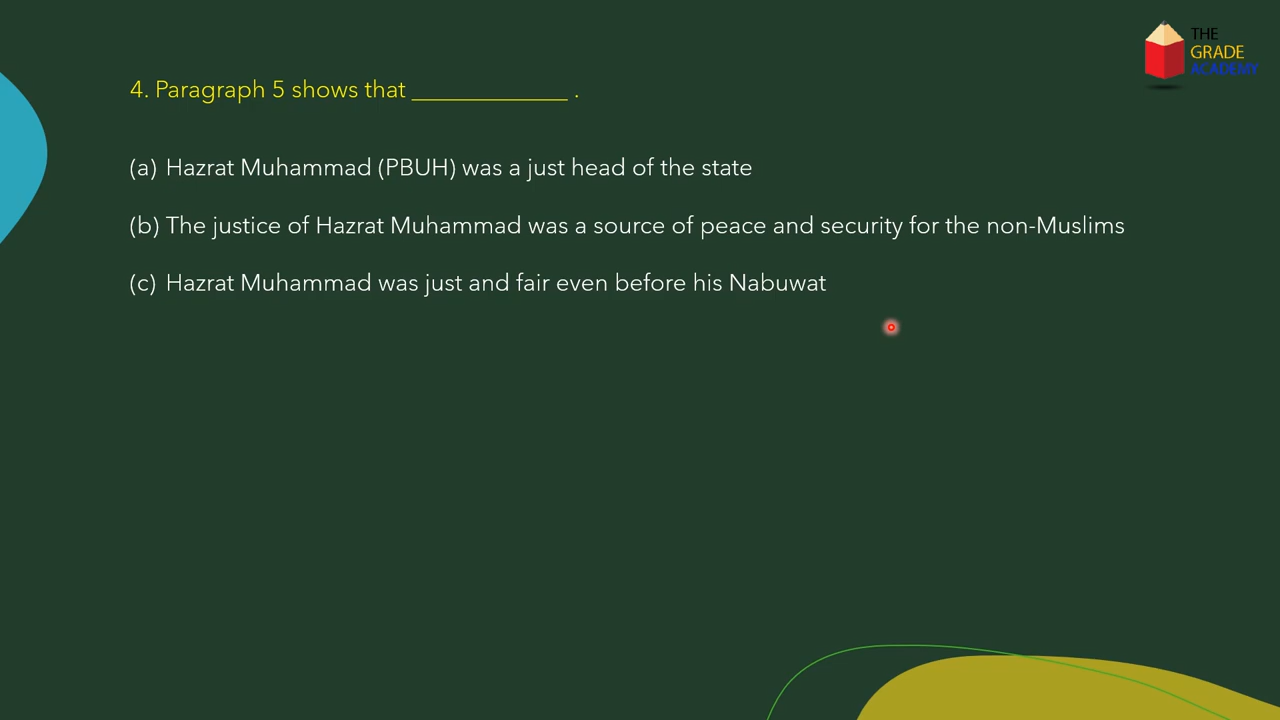 THE
GRADE
ACADEMY
4. Paragraph 5 shows that ____________ .
(a) Hazrat Muhammad (PBUH) was a just head of the state
(b) The justice of Hazrat Muhammad was a source of peace and security for the non-Muslims
(c) Hazrat Muhammad was just and fair even before his Nabuwat